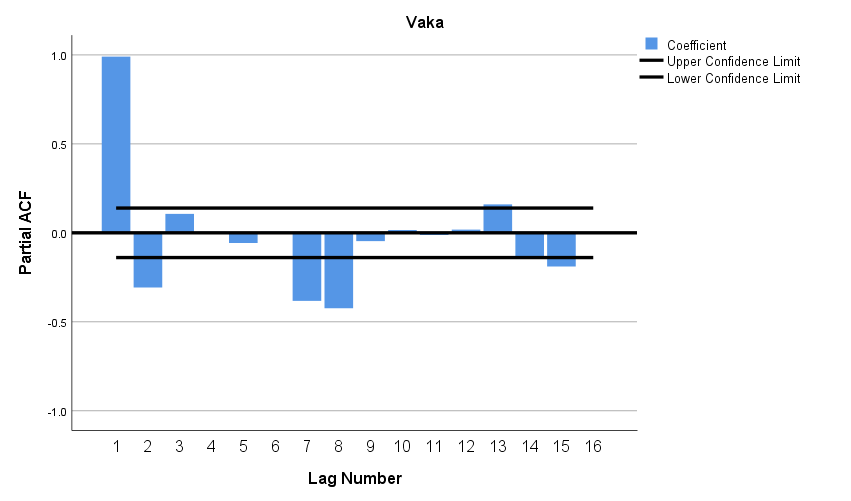 Vaka
Coefficient
Upper Confidence Limit
Lower Confidence Limit
Partial ACF
1.0
0.5
0.0
-0.5
-1.0
1 2 3 4 5 6 7 8 9 10 11 12 13 14 15 16
Lag Number